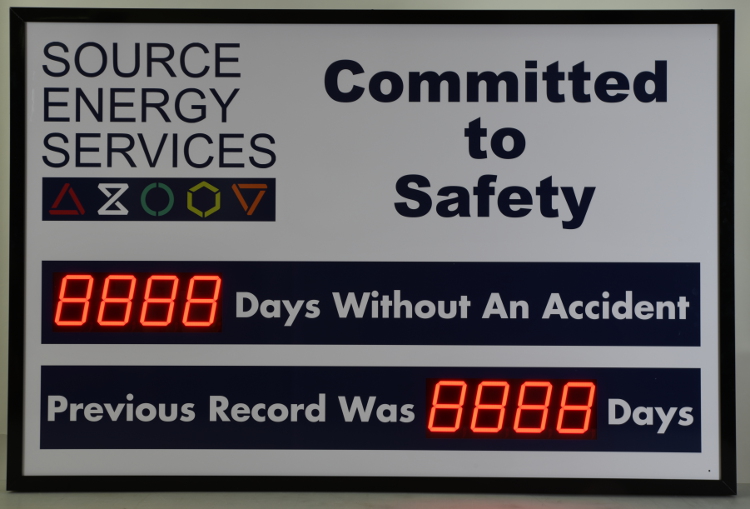 SOURCE
ENERGY
SERVICES
Committed
to
Safety
8888 Days Without An Accident
Previous Record Was 8888 Days